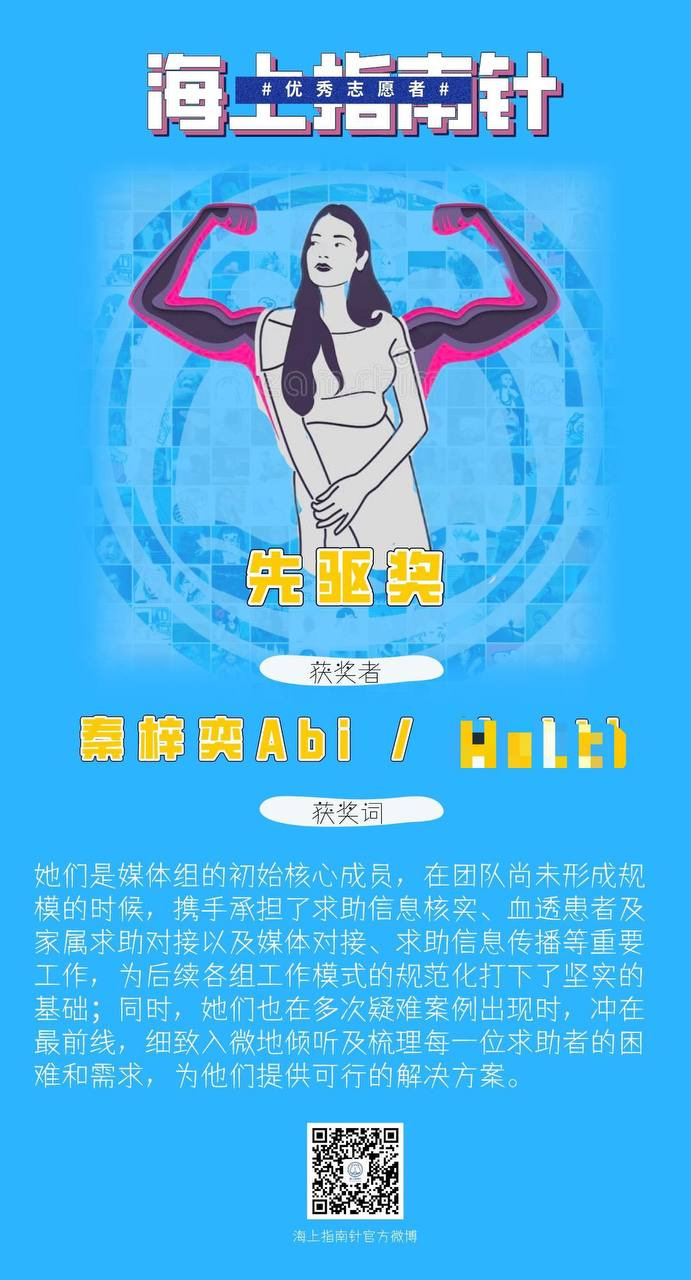 海上指南针
#优秀志愿者#
先驱奖
获奖者
秦梓奕Abi /
获奖词
她们是媒体组的初始核心成员，在团队尚未形成规
模的时候，携手承担了求助信息核实、血透患者及
家属求助对接以及媒体对接、求助信息传播等重要
工作，为后续各组工作模式的规范化打下了坚实的
基础；同时，她们也在多次疑难案例出现时，冲在
最前线，细致入微地倾听及梳理每一位求助者的困
难和需求，为他们提供可行的解决方案。
海上指南针官方微博